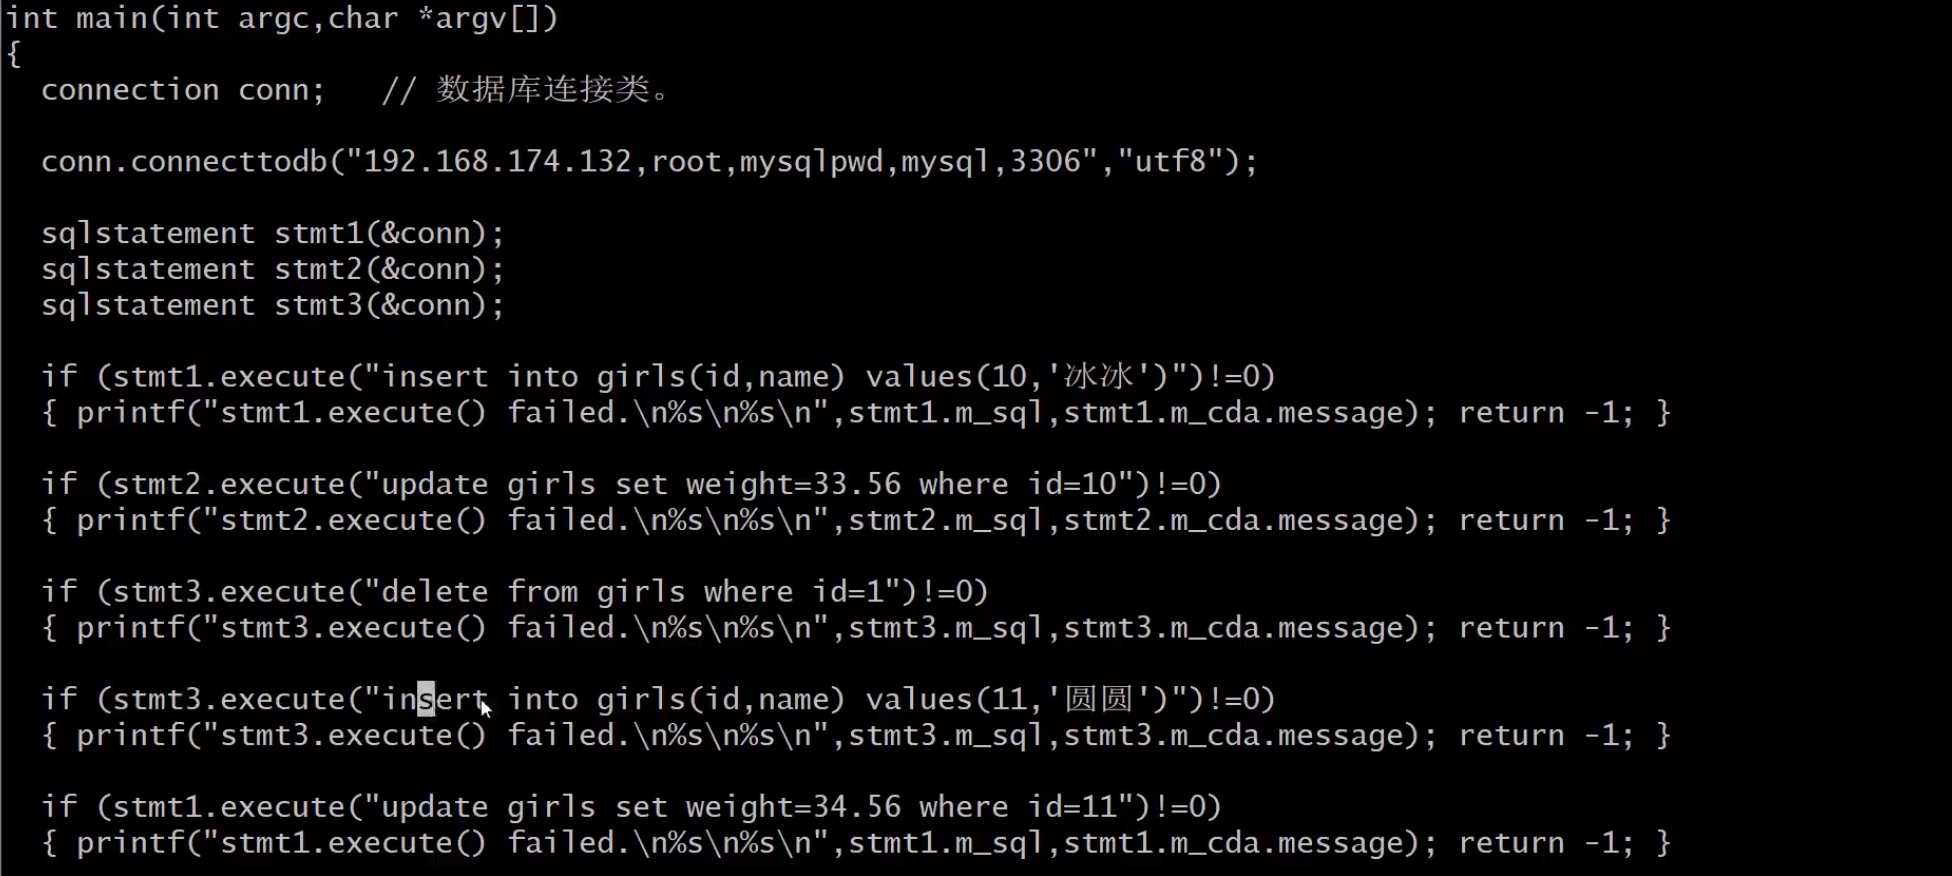 int main(int argc,char *argv[])
{
  connection conn;   // 数据库连接类。
  conn.connecttodb("192.168.174.132,root,mysqlpwd,mysql,3306","utf8");
  sqlstatement stmt1(&conn);
  sqlstatement stmt2(&conn);
  sqlstatement stmt3(&conn);
  if (stmt1.execute("insert into girls(id,name) values(10,'冰冰')")!=0)
  { printf("stmt1.execute() failed.\n%s\n%s\n",stmt1.m_sql,stmt1.m_cda.message); return -1; }
  if (stmt2.execute("update girls set weight=33.56 where id=10")!=0)
  { printf("stmt2.execute() failed.\n%s\n%s\n",stmt2.m_sql,stmt2.m_cda.message); return -1; }
  if (stmt3.execute("delete from girls where id=1")!=0)
  { printf("stmt3.execute() failed.\n%s\n%s\n",stmt3.m_sql,stmt3.m_cda.message); return -1; }
  if (stmt3.execute("insert into girls(id,name) values(11,'圆圆')")!=0)
  { printf("stmt3.execute() failed.\n%s\n%s\n",stmt3.m_sql,stmt3.m_cda.message); return -1; }
  if (stmt1.execute("update girls set weight=34.56 where id=11")!=0)
  { printf("stmt1.execute() failed.\n%s\n%s\n",stmt1.m_sql,stmt1.m_cda.message); return -1; }